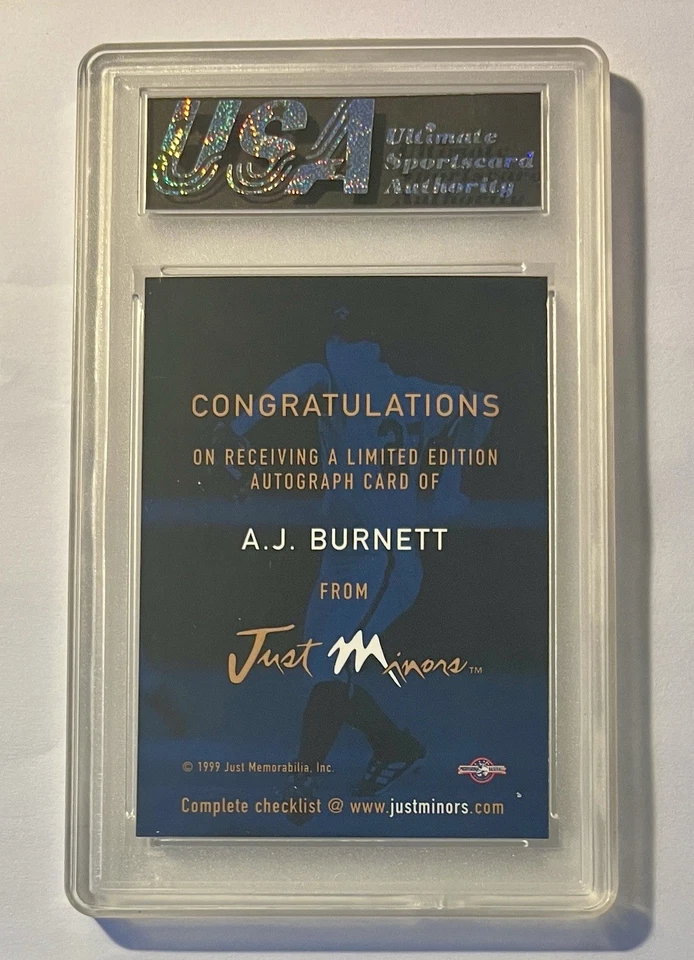 USA
Ultimate
Sportscard
Authority
CONGRATULATIONS
ON RECEIVING A LIMITED EDITION
AUTOGRAPH CARD OF
A.J. BURNETT
FROM
Just Minors™
© 1999 Just Memorabilia, Inc.
Complete checklist @ www.justminors.com